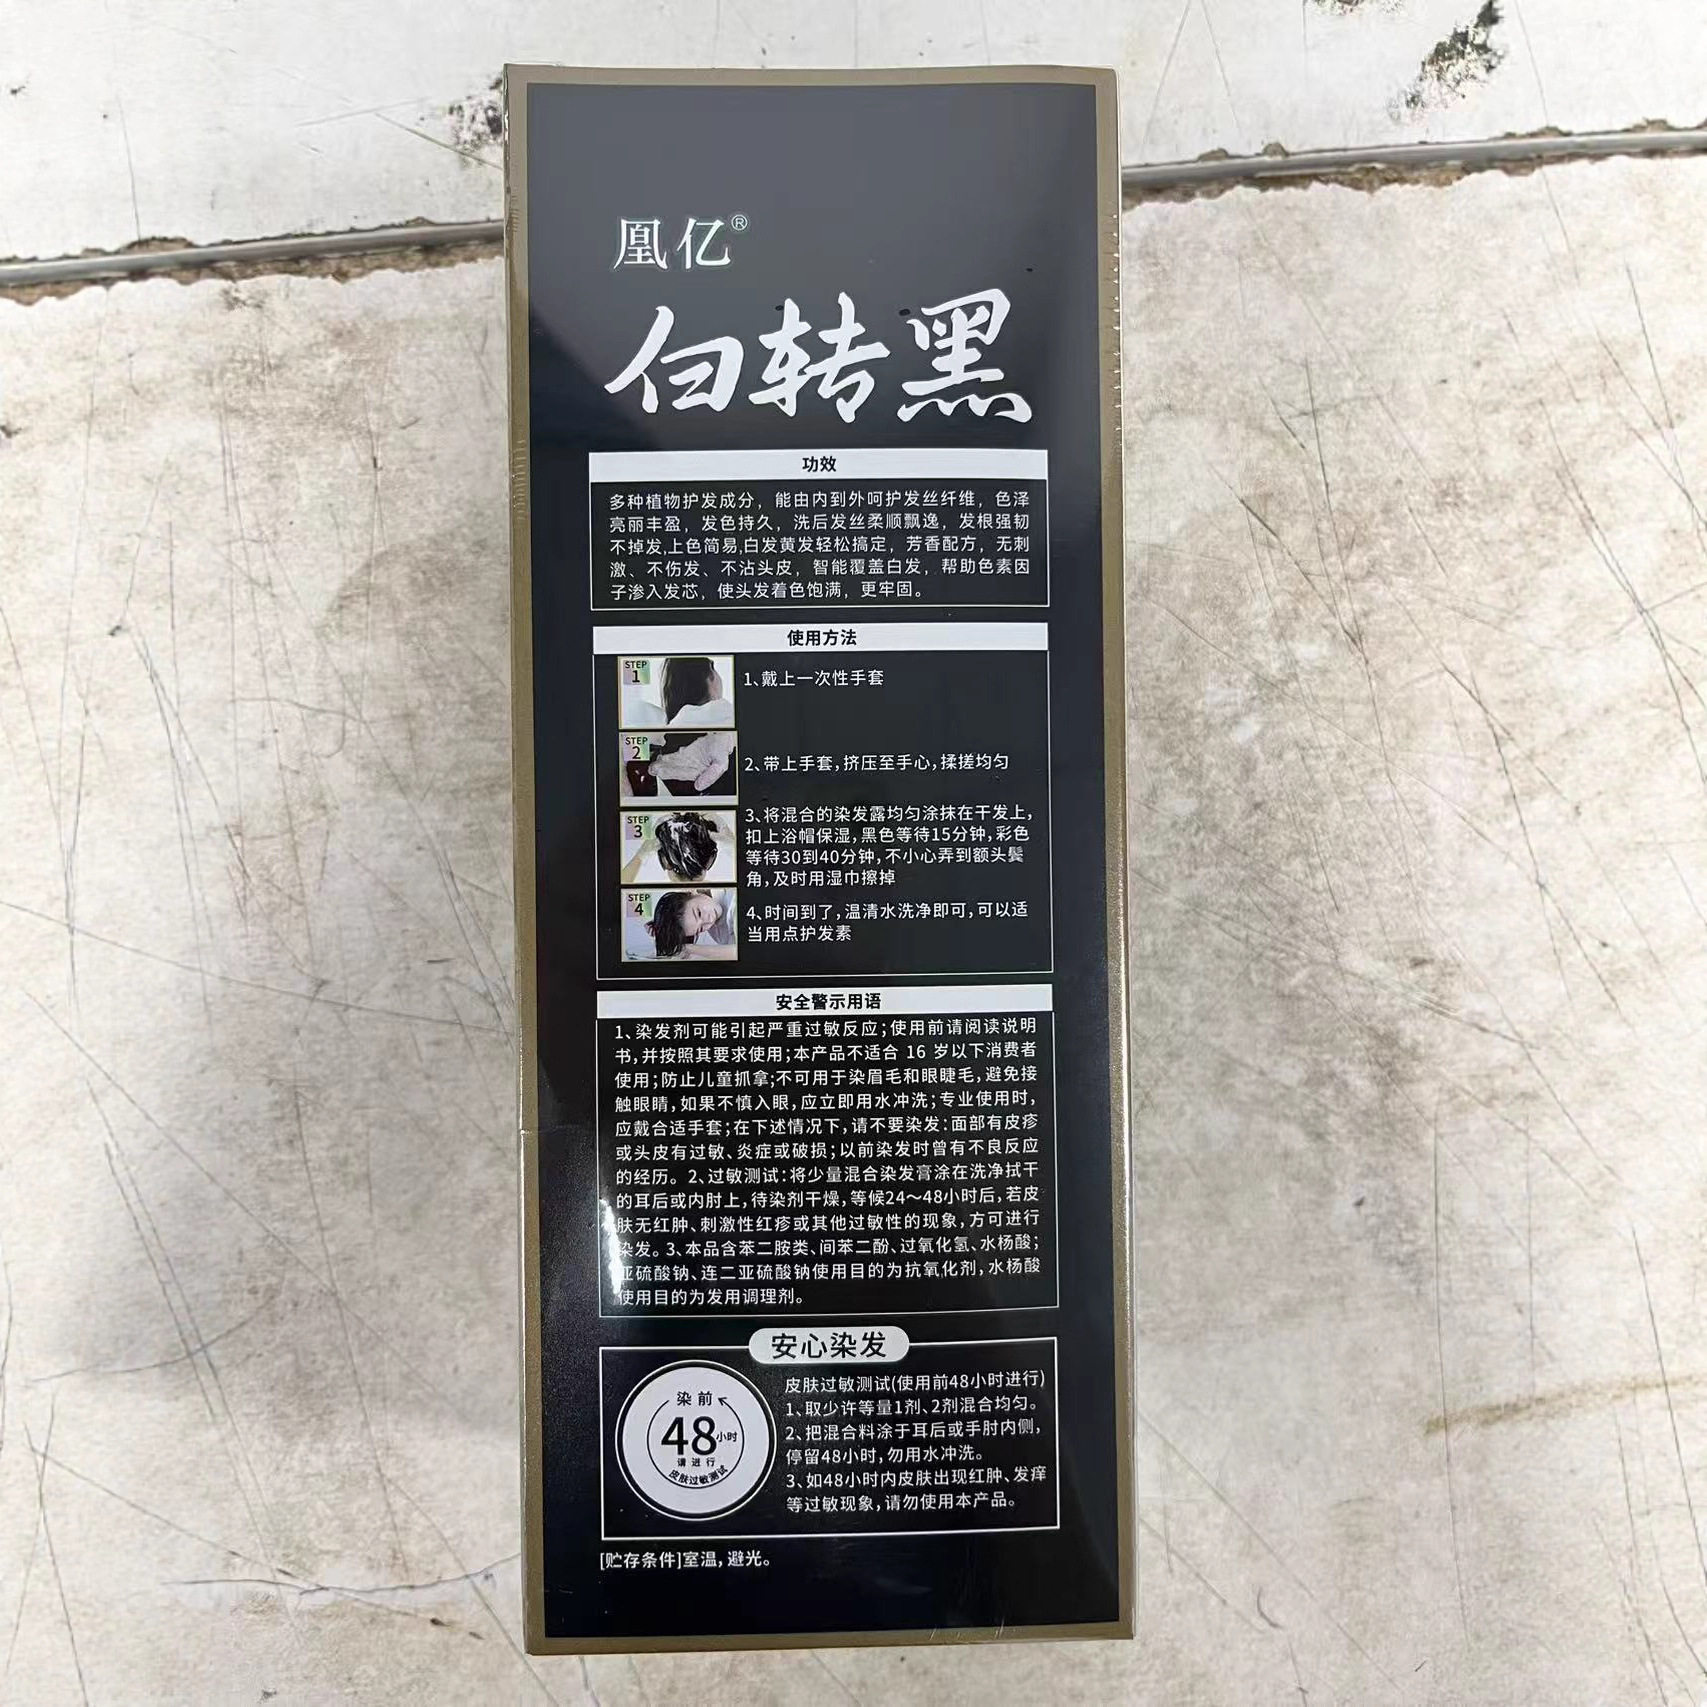 凰亿®
白转黑
功效
多种植物护发成分，能由内到外呵护发丝纤维，色泽
亮丽丰盈，发色持久，洗后发丝柔顺飘逸，发根强韧
不掉发,上色简易,白发黄发轻松搞定，芳香配方，无刺
激、不伤发、不沾头皮，智能覆盖白发，帮助色素因
子渗入发芯，使头发着色饱满，更牢固。
使用方法
STEP
1
1、戴上一次性手套
STEP
2
2、带上手套，挤压至手心，揉搓均匀
STEP
3
3、将混合的染发露均匀涂抹在干发上，
扣上浴帽保湿，黑色等待15分钟，彩色
等待30到40分钟，不小心弄到额头鬓
角，及时用湿巾擦掉
STEP
4
4、时间到了，温清水洗净即可，可以适
当用点护发素
安全警示用语
1、染发剂可能引起严重过敏反应；使用前请阅读说明
书，并按照其要求使用；本产品不适合 16 岁以下消费者
使用；防止儿童抓拿；不可用于染眉毛和眼睫毛，避免接
触眼睛，如果不慎入眼，应立即用水冲洗；专业使用时，
应戴合适手套；在下述情况下，请不要染发：面部有皮疹
或头皮有过敏、炎症或破损；以前染发时曾有不良反应
的经历。2、过敏测试：将少量混合染发膏涂在洗净拭干
的耳后或内肘上，待染剂干燥，等候24～48小时后，若皮
肤无红肿、刺激性红疹或其他过敏性的现象，方可进行
染发。3、本品含苯二胺类、间苯二酚、过氧化氢、水杨酸；
亚硫酸钠、连二亚硫酸钠使用目的为抗氧化剂，水杨酸
使用目的为发用调理剂。
安心染发
染前
48小时
请进行
皮肤过敏测试
皮肤过敏测试(使用前48小时进行)
1、取少许等量1剂、2剂混合均匀。
2、把混合料涂于耳后或手肘内侧，
停留48小时，勿用水冲洗。
3、如48小时内皮肤出现红肿、发痒
等过敏现象，请勿使用本产品。
[贮存条件]室温，避光。